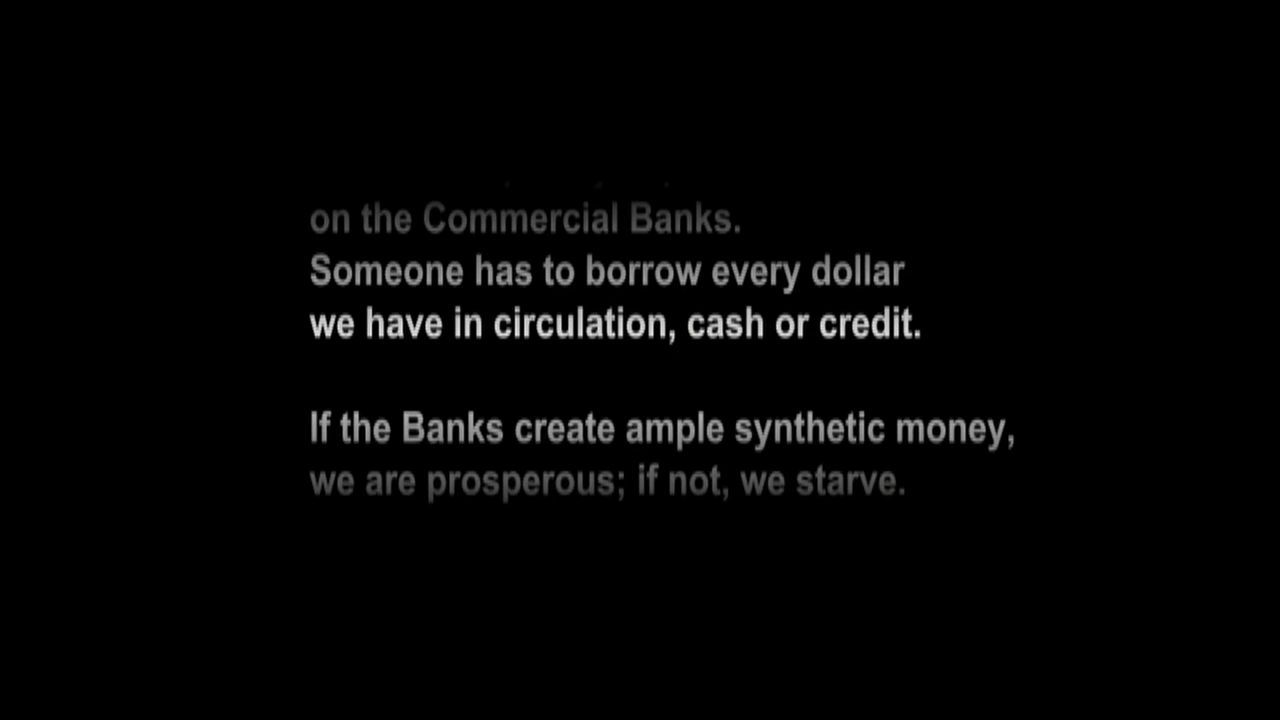 on the Commercial Banks.
Someone has to borrow every dollar
we have in circulation, cash or credit.
If the Banks create ample synthetic money,
we are prosperous; if not, we starve.